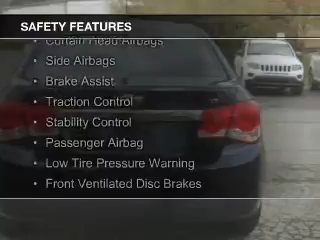 SAFETY FEATURES
• Curtain Head Airbags
• Side Airbags
• Brake Assist
• Traction Control
• Stability Control
• Passenger Airbag
• Low Tire Pressure Warning
• Front Ventilated Disc Brakes